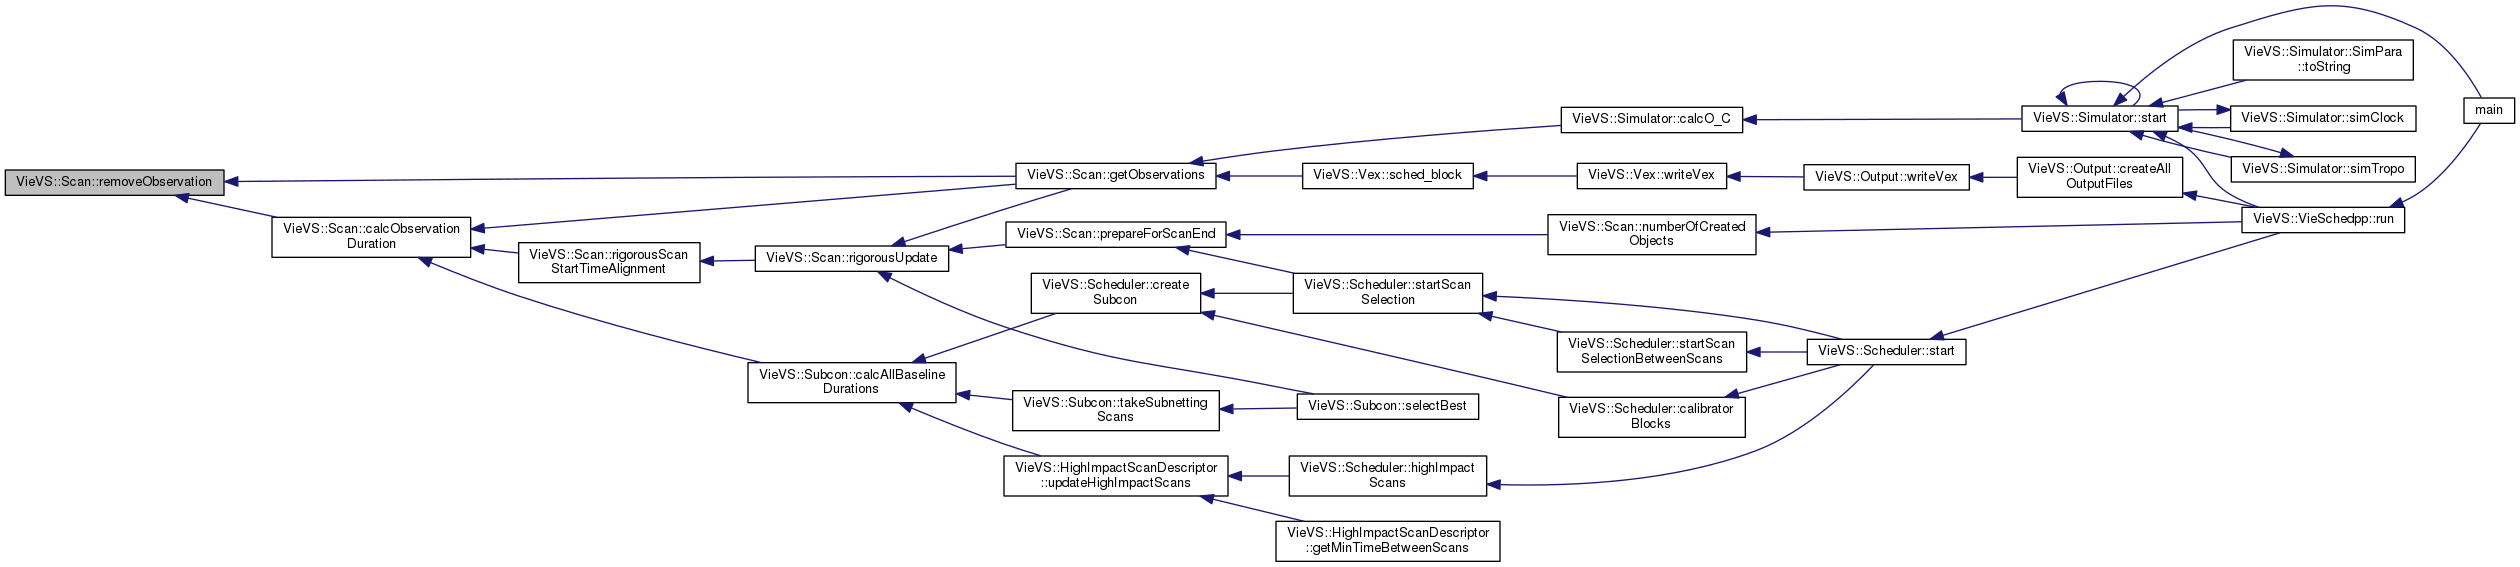 VieVS::Scan::removeObservation
VieVS::Scan::calcObservation
Duration
VieVS::Scan::rigorousScan
StartTimeAlignment
VieVS::Scan::rigorousUpdate
VieVS::Subcon::calcAllBaseline
Durations
VieVS::Scan::getObservations
VieVS::Scan::prepareForScanEnd
VieVS::Scheduler::create
Subcon
VieVS::Subcon::takeSubnetting
Scans
VieVS::HighImpactScanDescriptor
::updateHighImpactScans
VieVS::Vex::sched_block
VieVS::Scheduler::startScan
Selection
VieVS::Subcon::selectBest
VieVS::Scheduler::highImpact
Scans
VieVS::HighImpactScanDescriptor
::getMinTimeBetweenScans
VieVS::Simulator::calcO_C
VieVS::Vex::writeVex
VieVS::Scan::numberOfCreated
Objects
VieVS::Scheduler::startScan
SelectionBetweenScans
VieVS::Scheduler::calibrator
Blocks
VieVS::Output::writeVex
VieVS::Scheduler::start
VieVS::Simulator::start
VieVS::Output::createAll
OutputFiles
VieVS::Simulator::SimPara
::toString
VieVS::Simulator::simClock
VieVS::Simulator::simTropo
VieVS::VieSchedpp::run
main